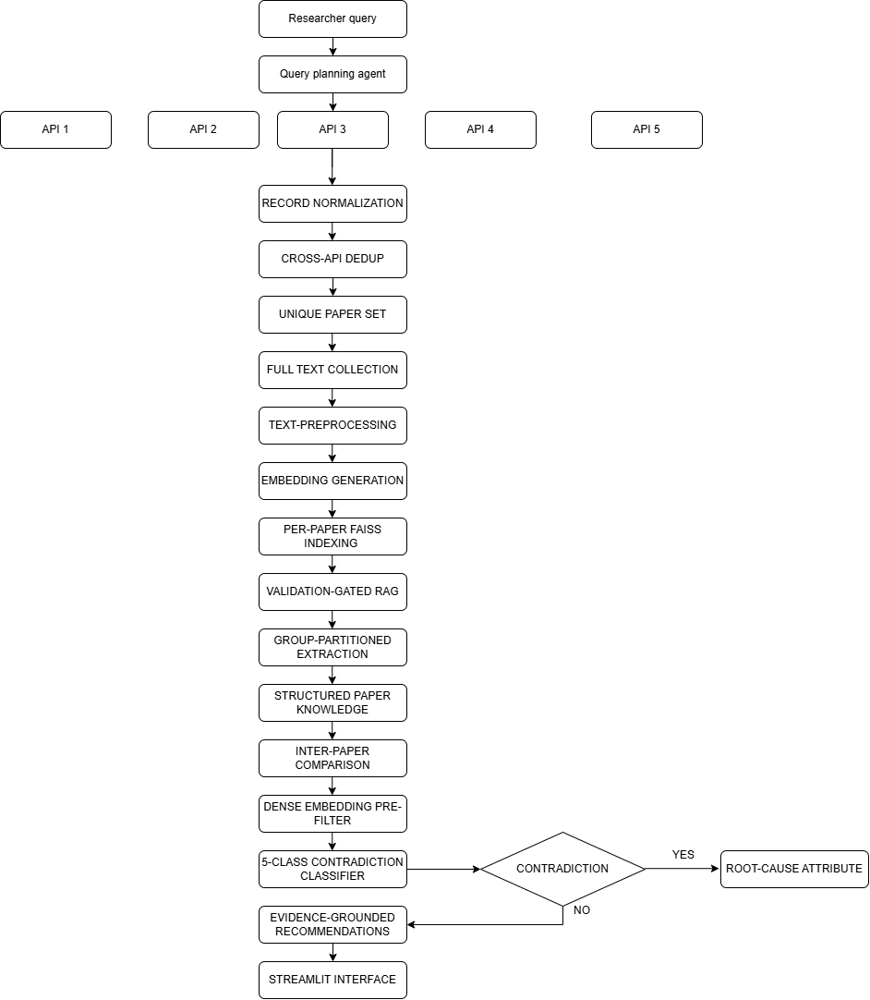 Researcher query
Query planning agent
API 1
API 2
API 3
API 4
API 5
RECORD NORMALIZATION
CROSS-API DEDUP
UNIQUE PAPER SET
FULL TEXT COLLECTION
TEXT-PREPROCESSING
EMBEDDING GENERATION
PER-PAPER FAISS
INDEXING
VALIDATION-GATED RAG
GROUP-PARTITIONED
EXTRACTION
STRUCTURED PAPER
KNOWLEDGE
INTER-PAPER
COMPARISON
DENSE EMBEDDING PRE-
FILTER
5-CLASS CONTRADICTION
CLASSIFIER
CONTRADICTION
YES
ROOT-CAUSE ATTRIBUTE
NO
EVIDENCE-GROUNDED
RECOMMENDATIONS
STREAMLIT INTERFACE